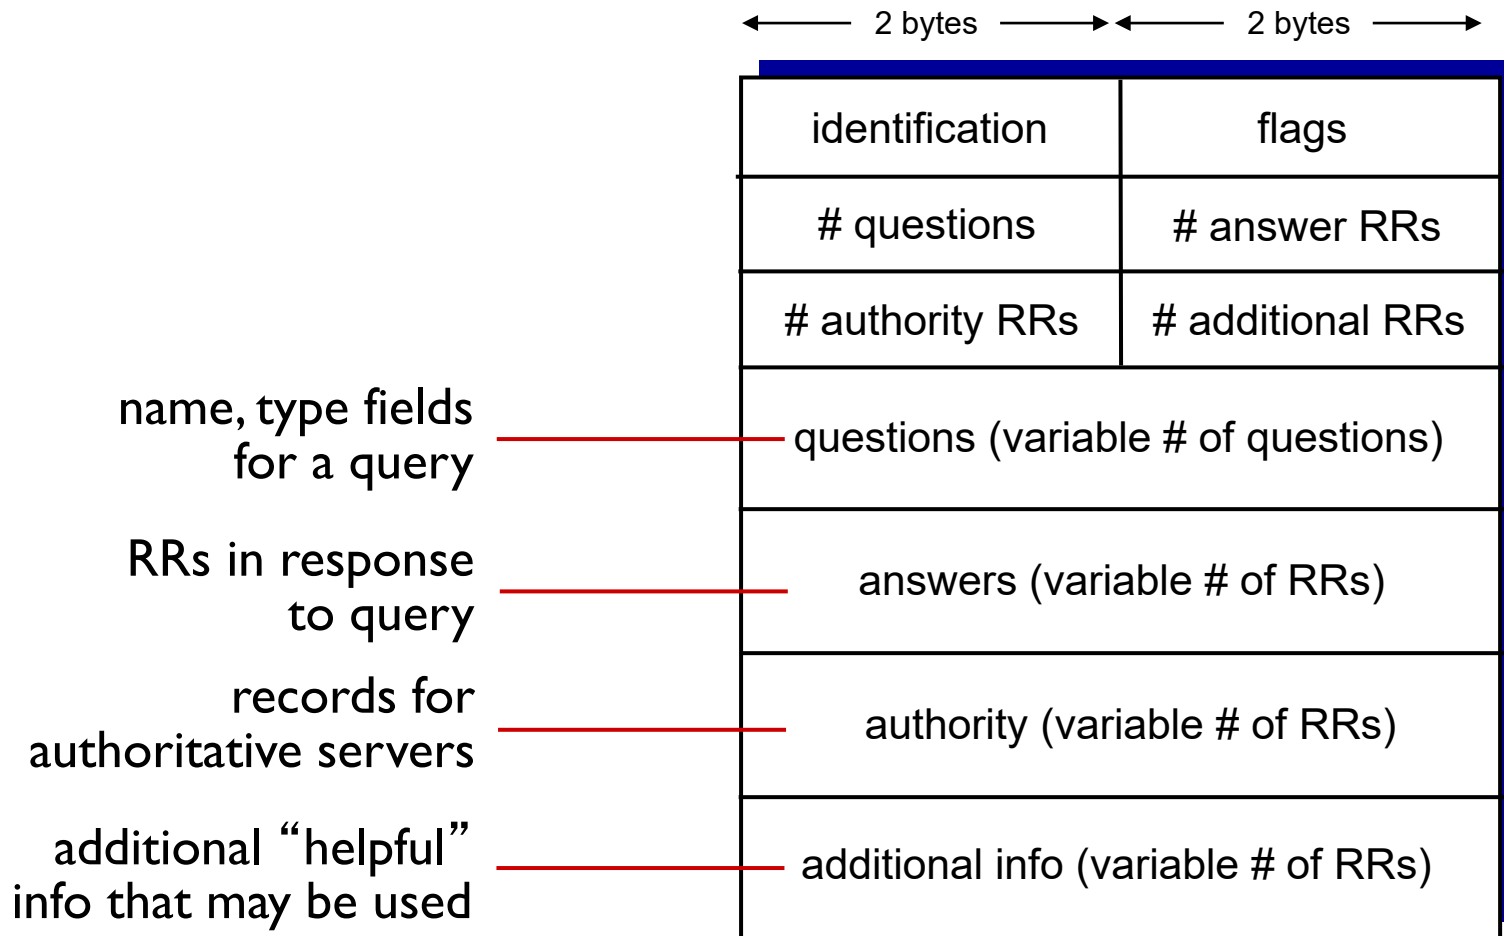 2 bytes 2 bytes
identification flags
# questions # answer RRs
# authority RRs # additional RRs
name, type fields
for a query
questions (variable # of questions)
RRs in response
to query
answers (variable # of RRs)
records for
authoritative servers
authority (variable # of RRs)
additional “helpful”
info that may be used
additional info (variable # of RRs)